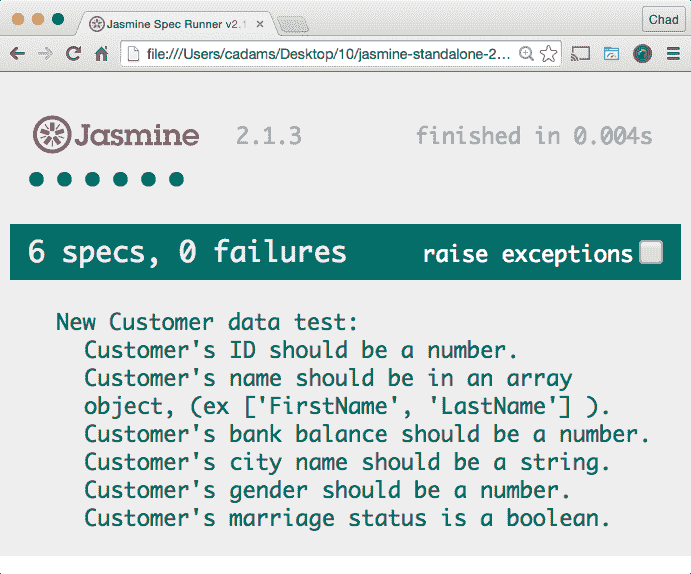 Jasmine Spec Runner v2.1
Chad
file:///Users/cadams/Desktop/10/jasmine-standalone-2...
Jasmine 2.1.3 finished in 0.004s
6 specs, 0 failures raise exceptions
New Customer data test:
Customer's ID should be a number.
Customer's name should be in an array
object, (ex ['FirstName', 'LastName'] ).
Customer's bank balance should be a number.
Customer's city name should be a string.
Customer's gender should be a number.
Customer's marriage status is a boolean.